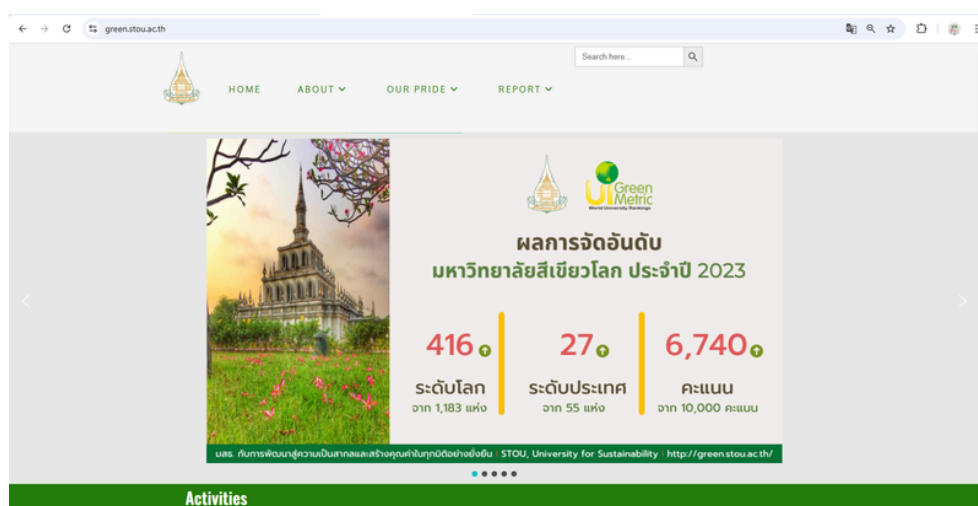 green.stou.ac.th
Search here...
HOME ABOUT OUR PRIDE REPORT
UI Green
Metric
World University Rankings
ผลการจัดอันดับ
มหาวิทยาลัยสีเขียวโลก ประจำปี 2023
416 27 6,740
ระดับโลก ระดับประเทศ คะแนน
จาก 1,183 แห่ง จาก 55 แห่ง จาก 10,000 คะแนน
มสธ. กับการพัฒนาสู่ความเป็นสากลและสร้างคุณค่าในทุกมิติอย่างยั่งยืน | STOU, University for Sustainability | http://green.stou.ac.th/
Activities